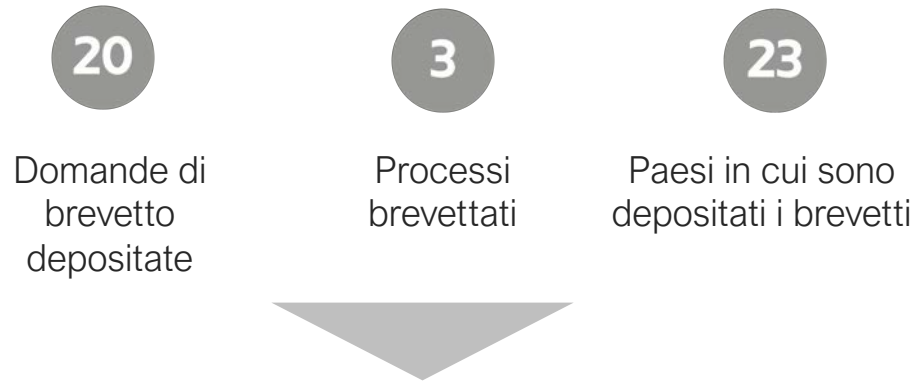 20
Domande di
brevetto
depositate
3
Processi
brevettati
23
Paesi in cui sono
depositati i brevetti